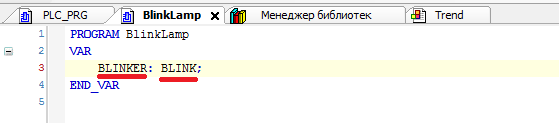 PLC_PRG BlinkLamp Менеджер библиотек Trend
1 PROGRAM BlinkLamp
2 VAR
3 BLINKER: BLINK;
4 END_VAR
5